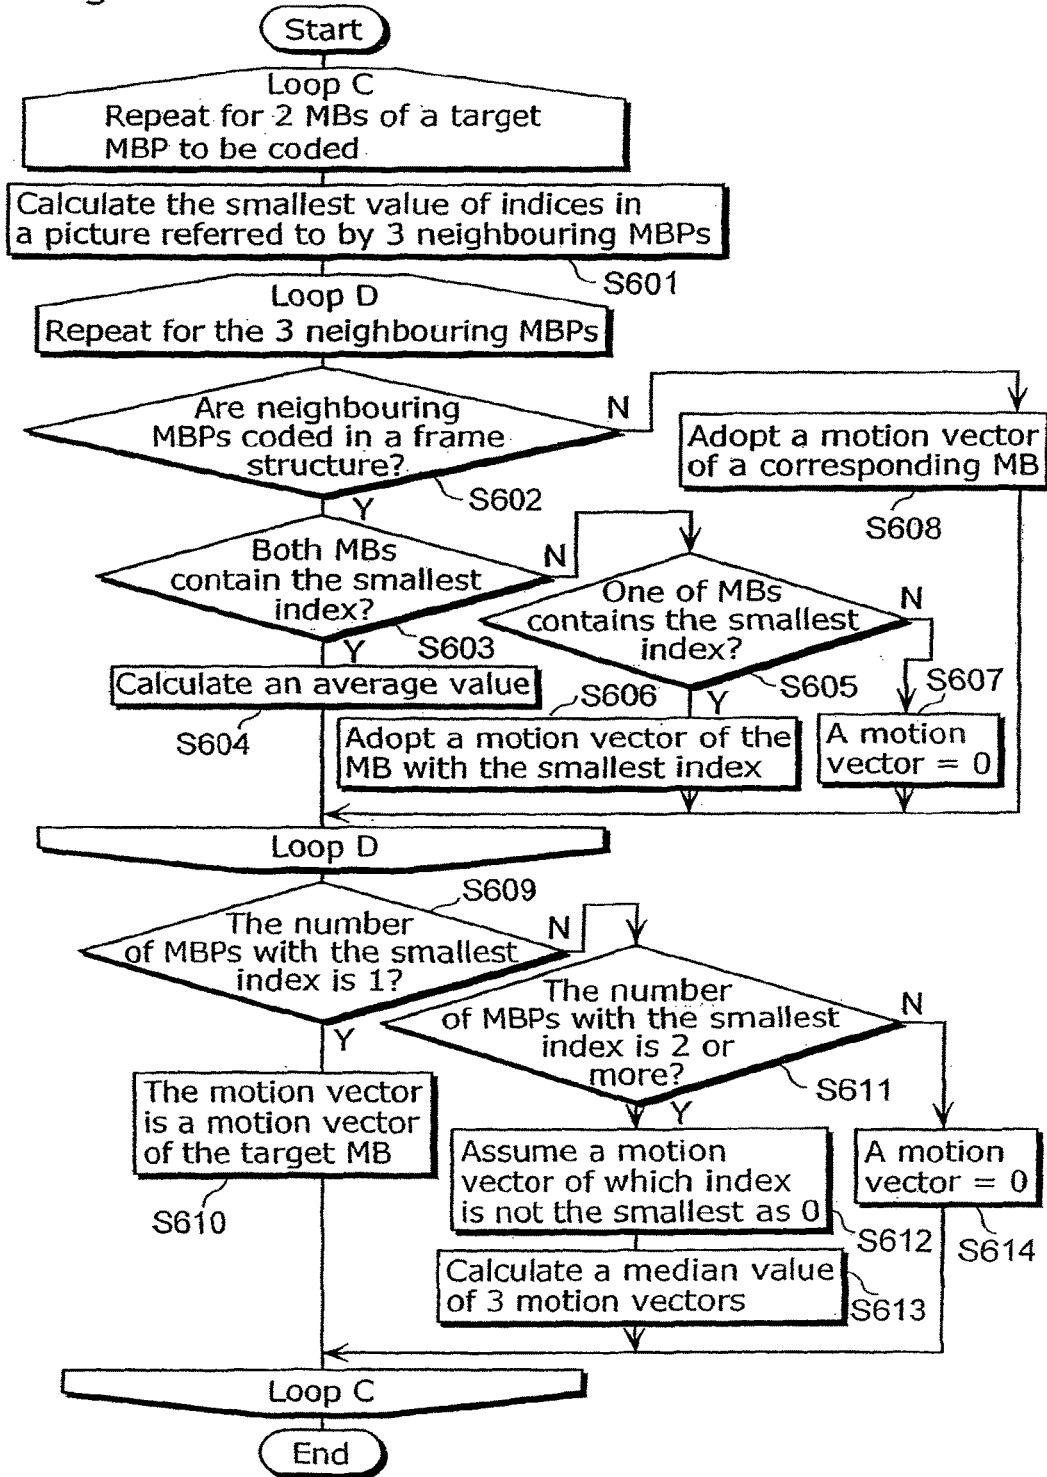 Start
Loop C
Repeat for 2 MBs of a target
MBP to be coded
Calculate the smallest value of indices in
a picture referred to by 3 neighbouring MBPs
S601
Loop D
Repeat for the 3 neighbouring MBPs
Are neighbouring
MBPs coded in a frame
structure?
N
S602
Y
Adopt a motion vector
of a corresponding MB
S608
Both MBs
contain the smallest
index?
N
S603
Y
One of MBs
contains the smallest
index?
N
S605
Y
Calculate an average value
S604
S606
Adopt a motion vector of the
MB with the smallest index
S607
A motion
vector = 0
Loop D
S609
The number
of MBPs with the smallest
index is 1?
N
Y
The number
of MBPs with the smallest
index is 2 or
more?
N
S611
Y
The motion vector
is a motion vector
of the target MB
S610
Assume a motion
vector of which index
is not the smallest as 0
S612
A motion
vector = 0
S614
Calculate a median value
of 3 motion vectors
S613
Loop C
End